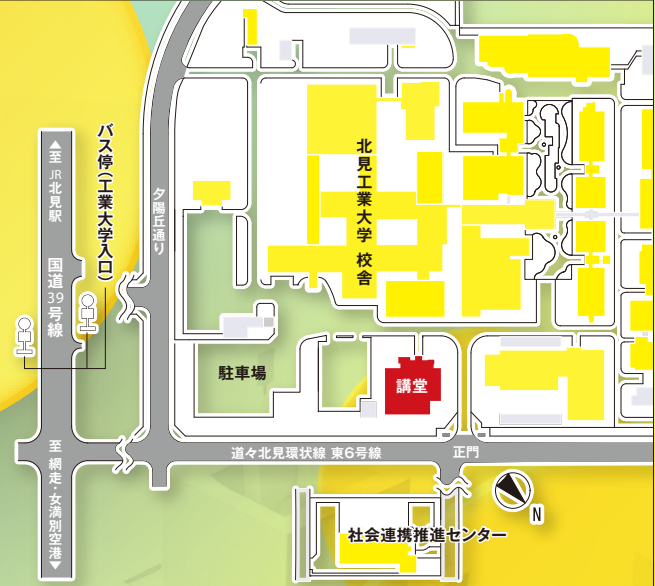 バス停(工業大学入口)
▲至 JR北見駅
国道39号線
至 網走・女満別空港▼
夕陽丘通り
北見工業大学 校舎
駐車場
講堂
道々北見環状線 東6号線
正門
N
社会連携推進センター